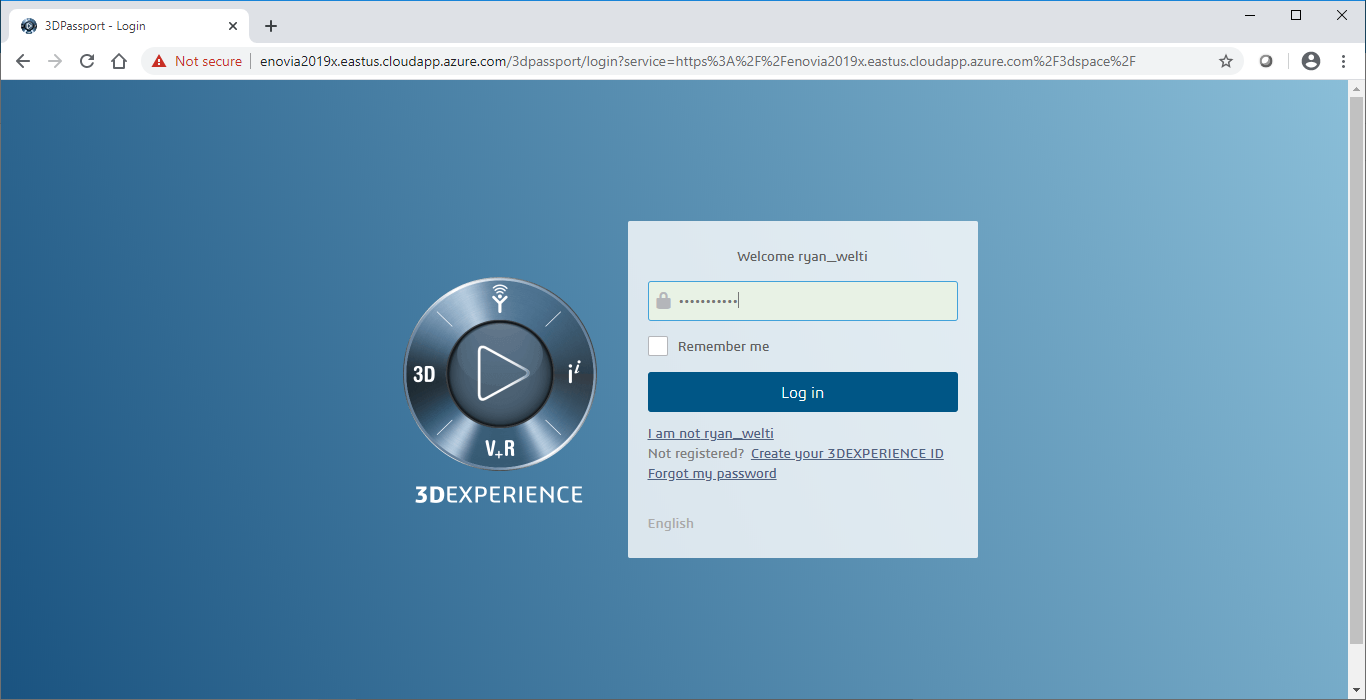 3DPassport - Login
Not secure
enovia2019x.eastus.cloudapp.azure.com/3dpassport/login?service=https%3A%2F%2Fenovia2019x.eastus.cloudapp.azure.com%2F3dspace%2F
Welcome ryan_welti
•••••••••••
Remember me
Log in
I am not ryan_welti
Not registered? Create your 3DEXPERIENCE ID
Forgot my password
English
3D
i i
V+R
3DEXPERIENCE